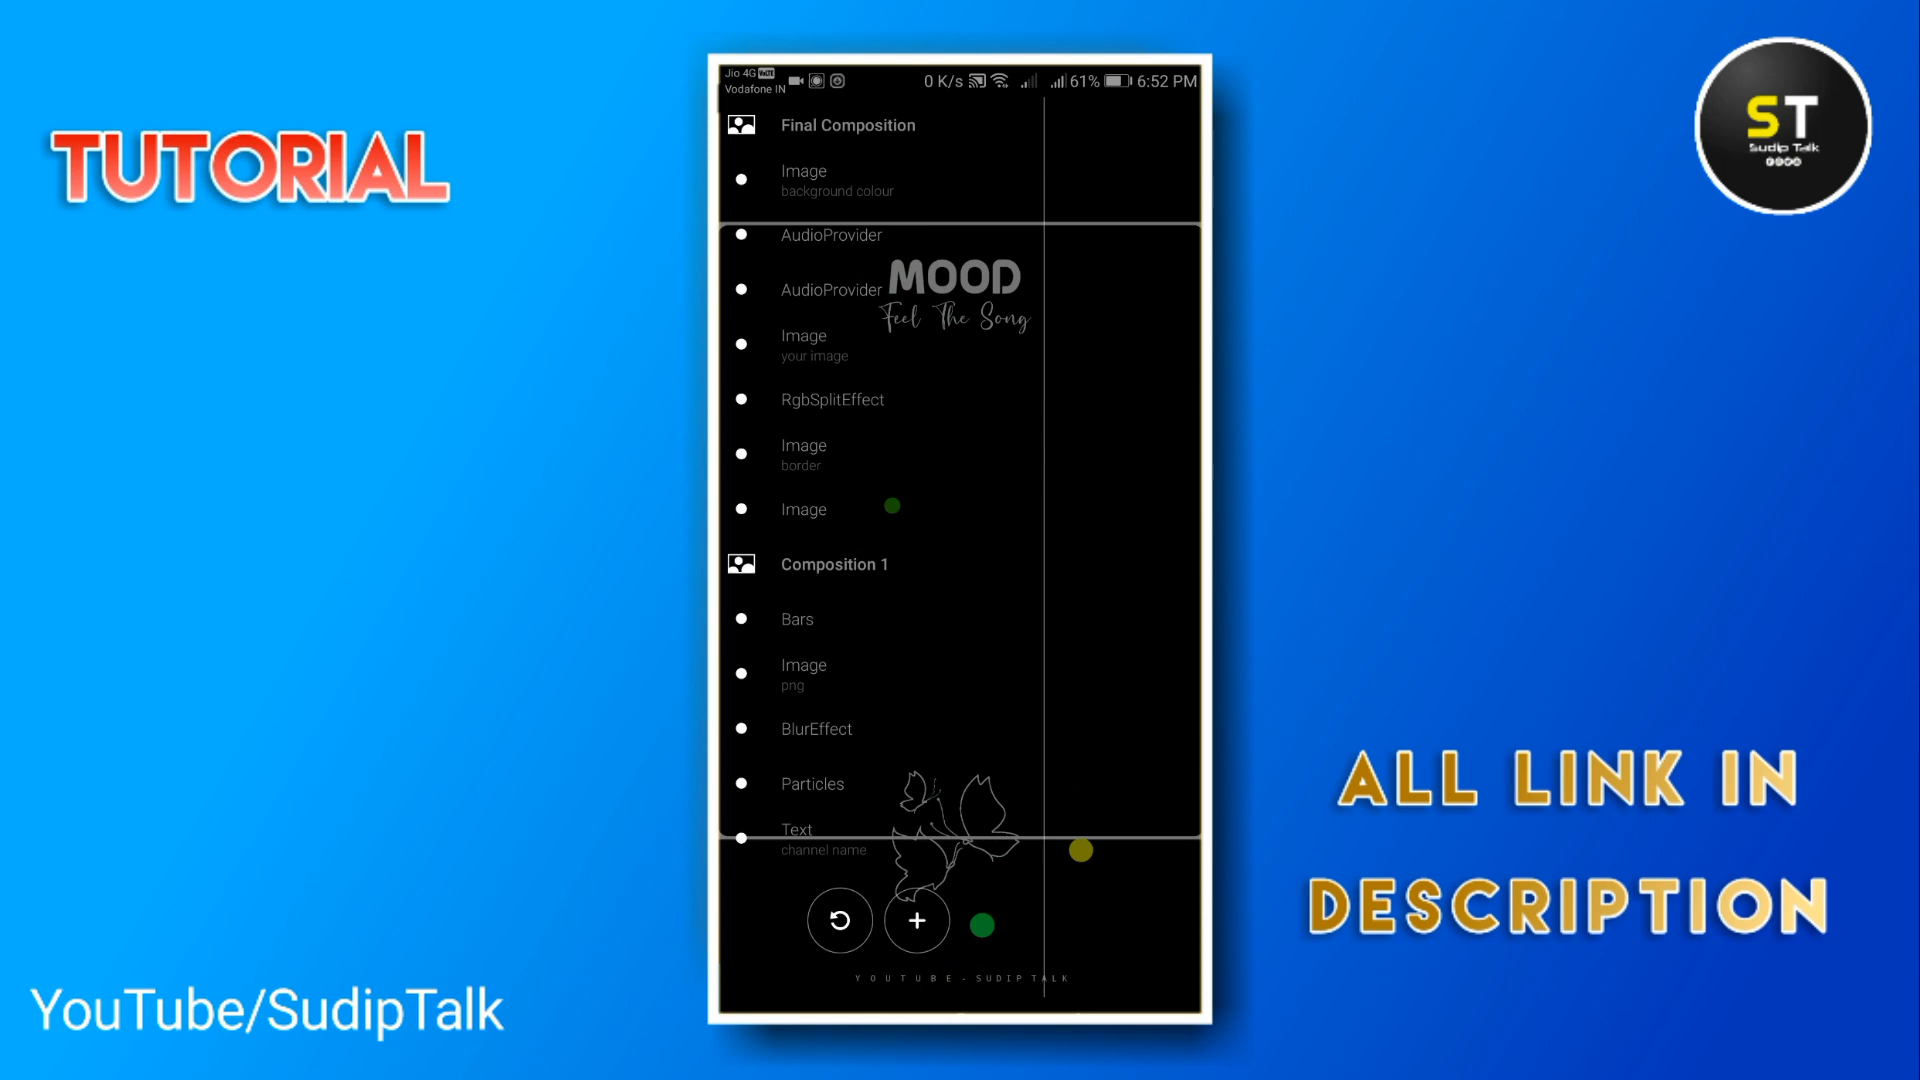 TUTORIAL
ST
Sudip Talk
Jio 4G VoLTE
Vodafone IN
0 K/s
61%
6:52 PM
Final Composition
Image
background colour
AudioProvider
MOOD
AudioProvider
Feel The Song
Image
your image
RgbSplitEffect
Image
border
Image
Composition 1
Bars
Image
png
BlurEffect
Particles
Text
channel name
YOUTUBE-SUDIP TALK
ALL LINK IN
DESCRIPTION
YouTube/SudipTalk